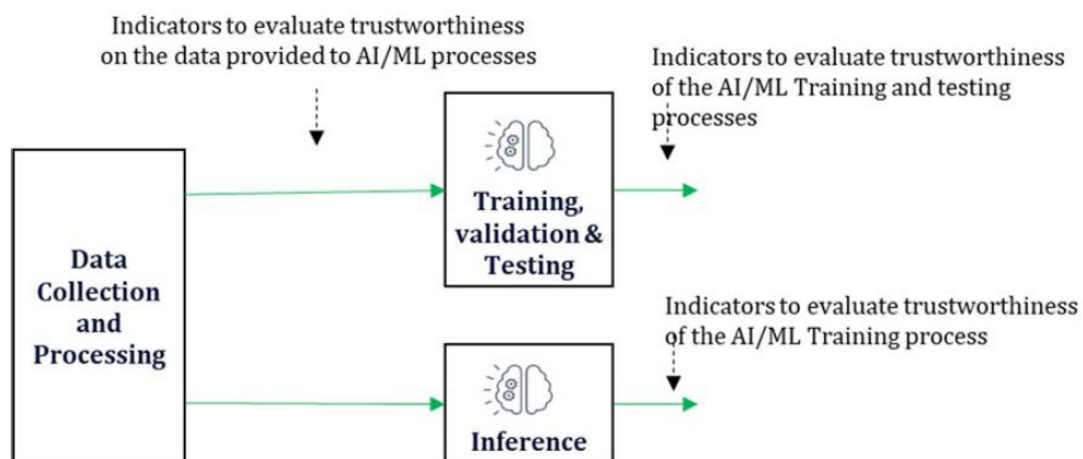 Indicators to evaluate trustworthiness
on the data provided to AI/ML processes
Indicators to evaluate trustworthiness
of the AI/ML Training and testing
processes
Training,
validation &
Testing
Data
Collection
and
Processing
Indicators to evaluate trustworthiness
of the AI/ML Training process
Inference